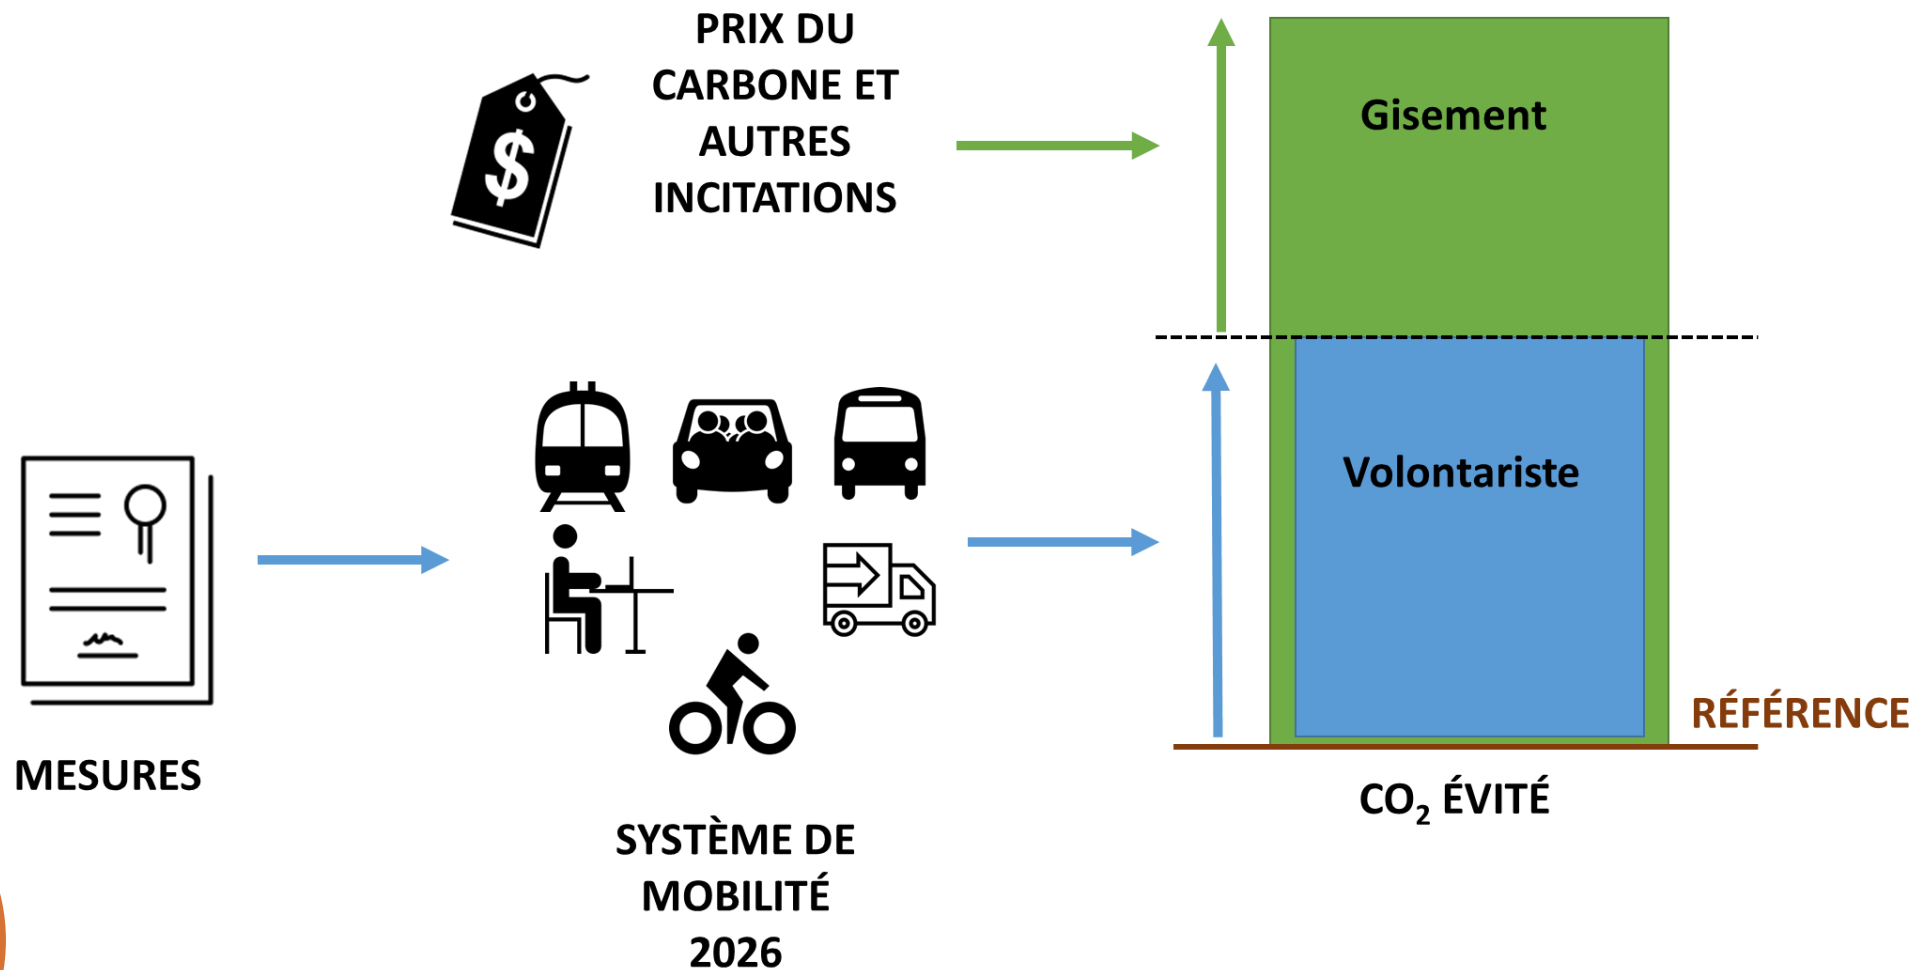 PRIX DU
CARBONE ET
AUTRES
INCITATIONS
$
Gisement
Volontariste
RÉFÉRENCE
CO₂ ÉVITÉ
MESURES
SYSTÈME DE
MOBILITÉ
2026